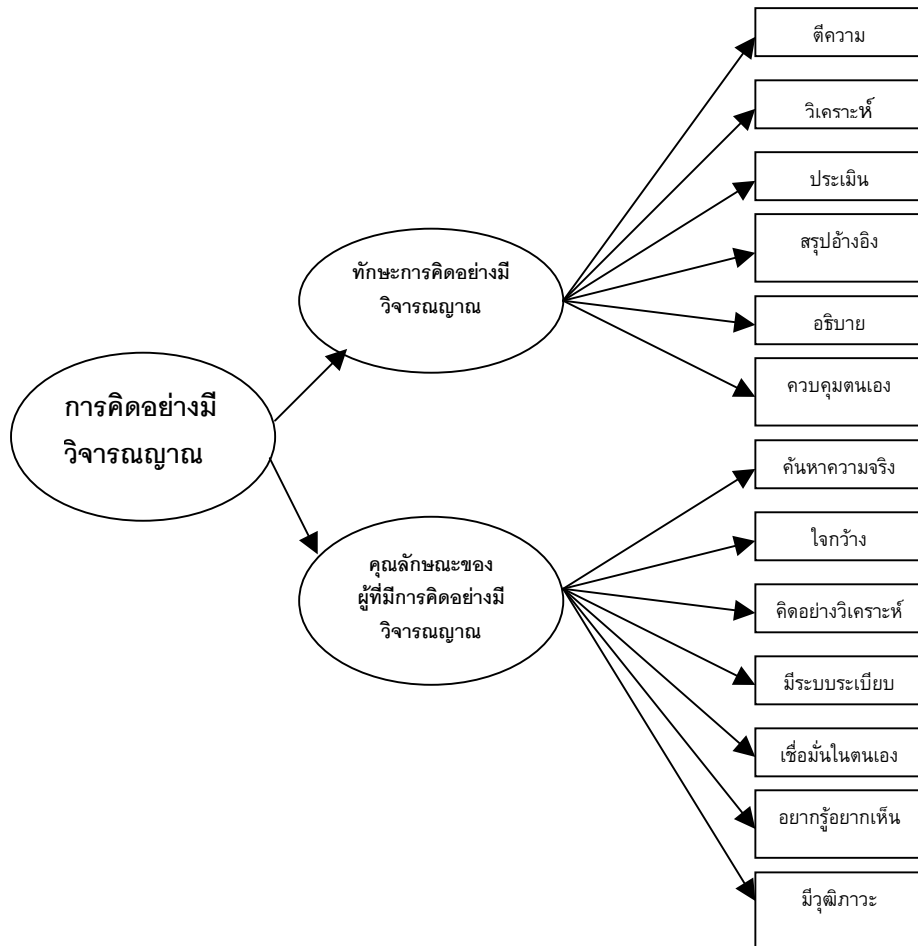 การคิดอย่างมี
วิจารณญาณ
ทักษะการคิดอย่างมี
วิจารณญาณ
ตีความ
วิเคราะห์
ประเมิน
สรุปอ้างอิง
อธิบาย
ควบคุมตนเอง
คุณลักษณะของ
ผู้ที่มีการคิดอย่างมี
วิจารณญาณ
ค้นหาความจริง
ใจกว้าง
คิดอย่างวิเคราะห์
มีระบบระเบียบ
เชื่อมั่นในตนเอง
อยากรู้อยากเห็น
มีวุฒิภาวะ